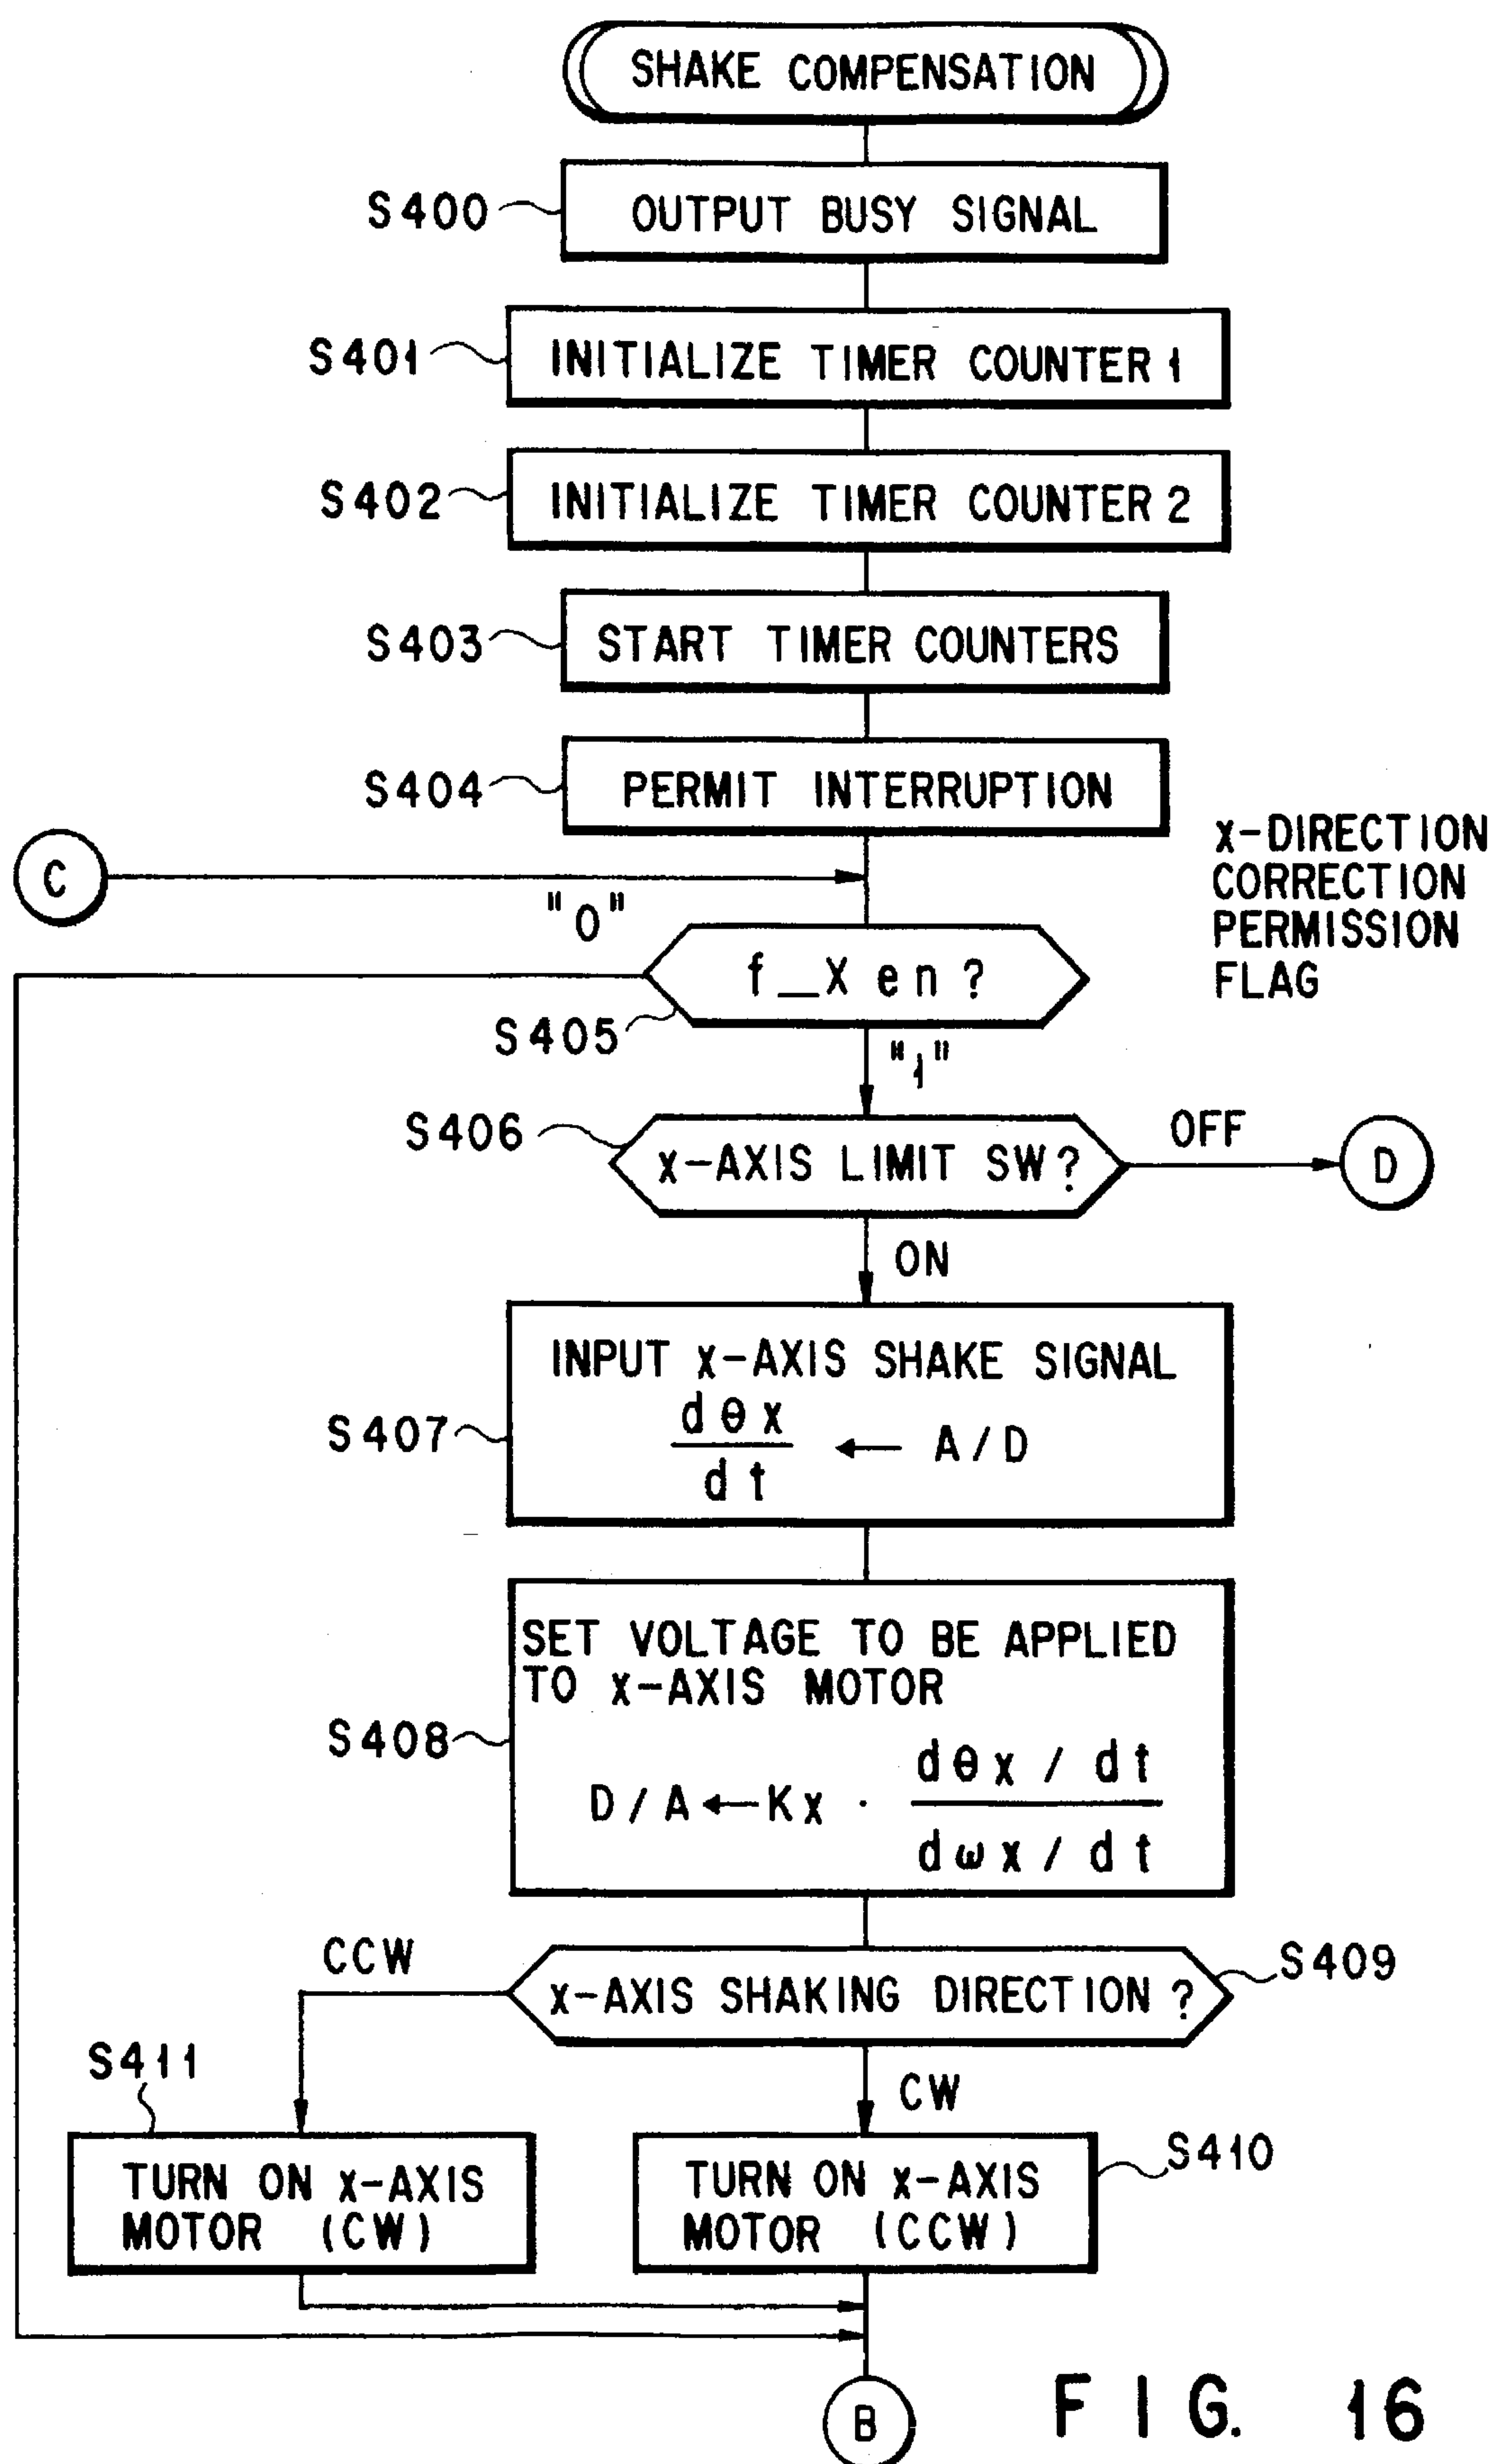 SHAKE COMPENSATION
S400
OUTPUT BUSY SIGNAL
S401
INITIALIZE TIMER COUNTER 1
S402
INITIALIZE TIMER COUNTER 2
S403
START TIMER COUNTERS
S404
PERMIT INTERRUPTION
C
"0"
x-DIRECTION
CORRECTION
PERMISSION
FLAG
f_X en ?
S405
"1"
S406
x-AXIS LIMIT SW?
OFF
D
ON
S407
INPUT x-AXIS SHAKE SIGNAL
dθx
dt
← A/D
S408
SET VOLTAGE TO BE APPLIED
TO x-AXIS MOTOR
D/A ← Kx ·
dθx / dt
dωx / dt
CCW
x-AXIS SHAKING DIRECTION ?
S409
S411
CW
S410
TURN ON x-AXIS
MOTOR (CW)
TURN ON x-AXIS
MOTOR (CCW)
B
FIG. 16